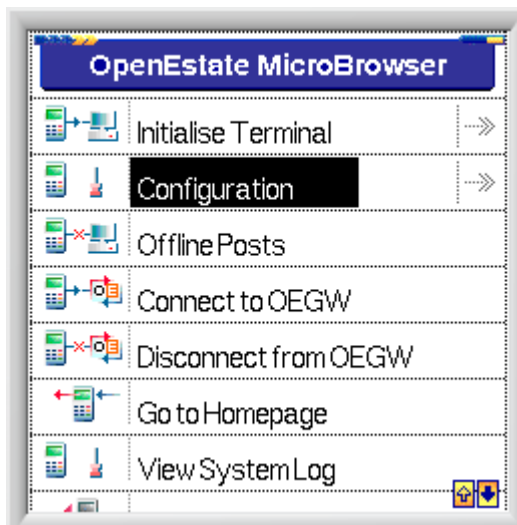 OpenEstate MicroBrowser
Initialise Terminal
Configuration
Offline Posts
Connect to OEGW
Disconnect from OEGW
Go to Homepage
View System Log